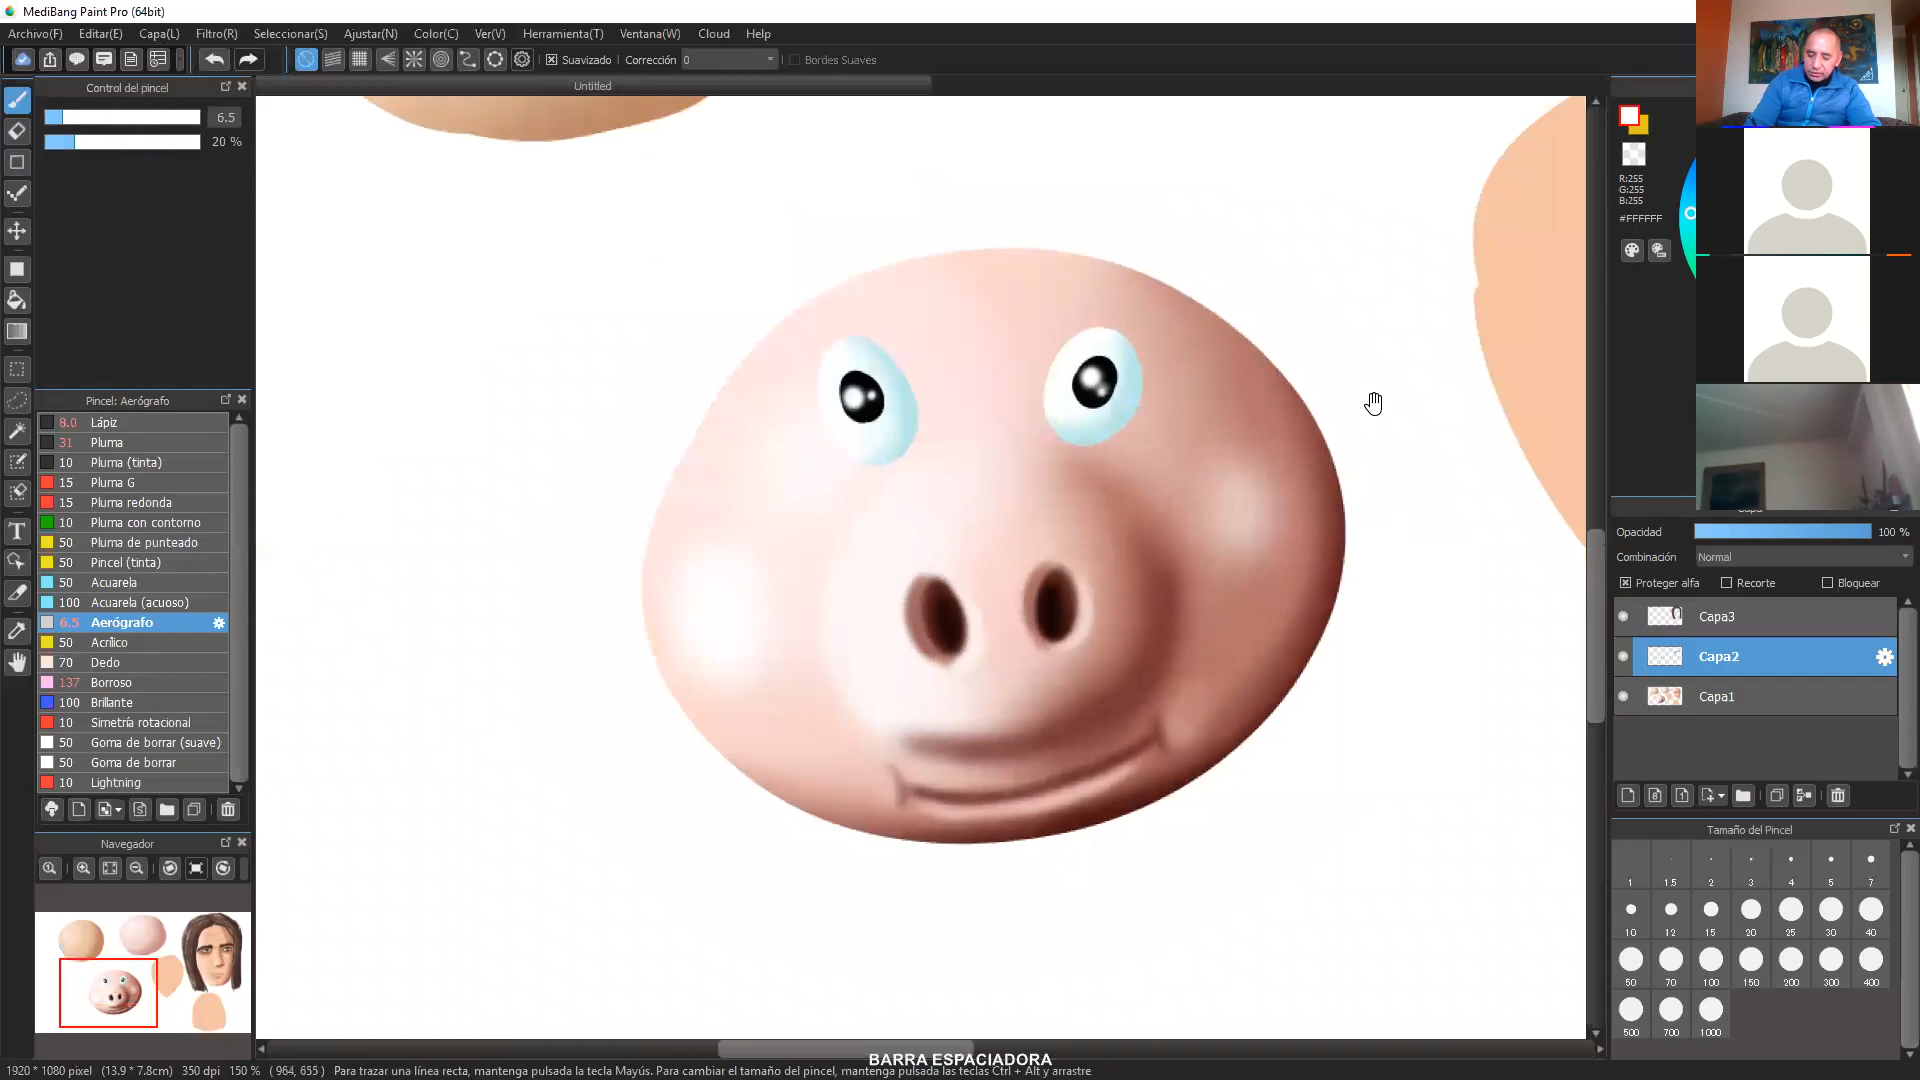 MediBang Paint Pro (64bit)
Archivo(F) Editar(E) Capa(L) Filtro(R) Seleccionar(S) Ajustar(N) Color(C) Ver(V) Herramienta(T) Ventana(W) Cloud Help
Suavizado Corrección 0 Bordes Suaves
Control del pincel
Untitled
6.5
20 %
R:255
G:255
B:255
#FFFFFF
Pincel: Aerógrafo
8.0 Lápiz
31 Pluma
10 Pluma (tinta)
15 Pluma G
15 Pluma redonda
10 Pluma con contorno
50 Pluma de punteado
50 Pincel (tinta)
50 Acuarela
100 Acuarela (acuoso)
6.5 Aerógrafo
50 Acrílico
70 Dedo
137 Borroso
100 Brillante
10 Simetría rotacional
50 Goma de borrar (suave)
50 Goma de borrar
10 Lightning
Opacidad 100 %
Combinación Normal
Proteger alfa Recorte Bloquear
Capa3
Capa2
Capa1
Navegador
Tamaño del Pincel
1 1.5 2 3 4 5 7
10 12 15 20 25 30 40
50 70 100 150 200 300 400
500 700 1000
BARRA ESPACIADORA
1920 * 1080 pixel (13.9 * 7.8cm) 350 dpi 150 % ( 964, 655 ) Para trazar una línea recta, mantenga pulsada la tecla Mayús. Para cambiar el tamaño del pincel, mantenga pulsada las teclas Ctrl + Alt y arrastre